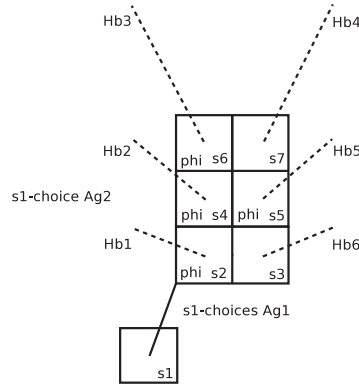 Hb3
Hb4
Hb2
phi s6
s7
Hb5
s1-choice Ag2
phi s4
phi s5
Hb1
Hb6
phi s2
s3
s1-choices Ag1
s1